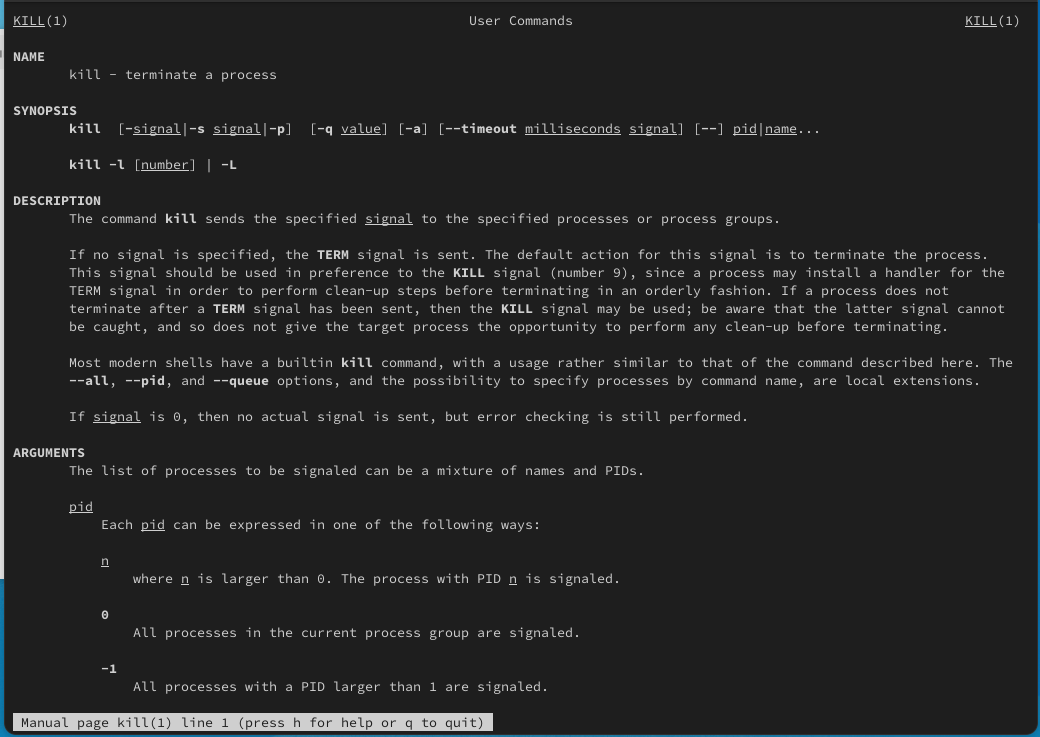 KILL(1) User Commands KILL(1)
NAME
kill - terminate a process
SYNOPSIS
kill [-signal|-s signal|-p] [-q value] [-a] [--timeout milliseconds signal] [--] pid|name...
kill -l [number] | -L
DESCRIPTION
The command kill sends the specified signal to the specified processes or process groups.
If no signal is specified, the TERM signal is sent. The default action for this signal is to terminate the process.
This signal should be used in preference to the KILL signal (number 9), since a process may install a handler for the
TERM signal in order to perform clean-up steps before terminating in an orderly fashion. If a process does not
terminate after a TERM signal has been sent, then the KILL signal may be used; be aware that the latter signal cannot
be caught, and so does not give the target process the opportunity to perform any clean-up before terminating.
Most modern shells have a builtin kill command, with a usage rather similar to that of the command described here. The
--all, --pid, and --queue options, and the possibility to specify processes by command name, are local extensions.
If signal is 0, then no actual signal is sent, but error checking is still performed.
ARGUMENTS
The list of processes to be signaled can be a mixture of names and PIDs.
pid
Each pid can be expressed in one of the following ways:
n
where n is larger than 0. The process with PID n is signaled.
0
All processes in the current process group are signaled.
-1
All processes with a PID larger than 1 are signaled.
Manual page kill(1) line 1 (press h for help or q to quit)